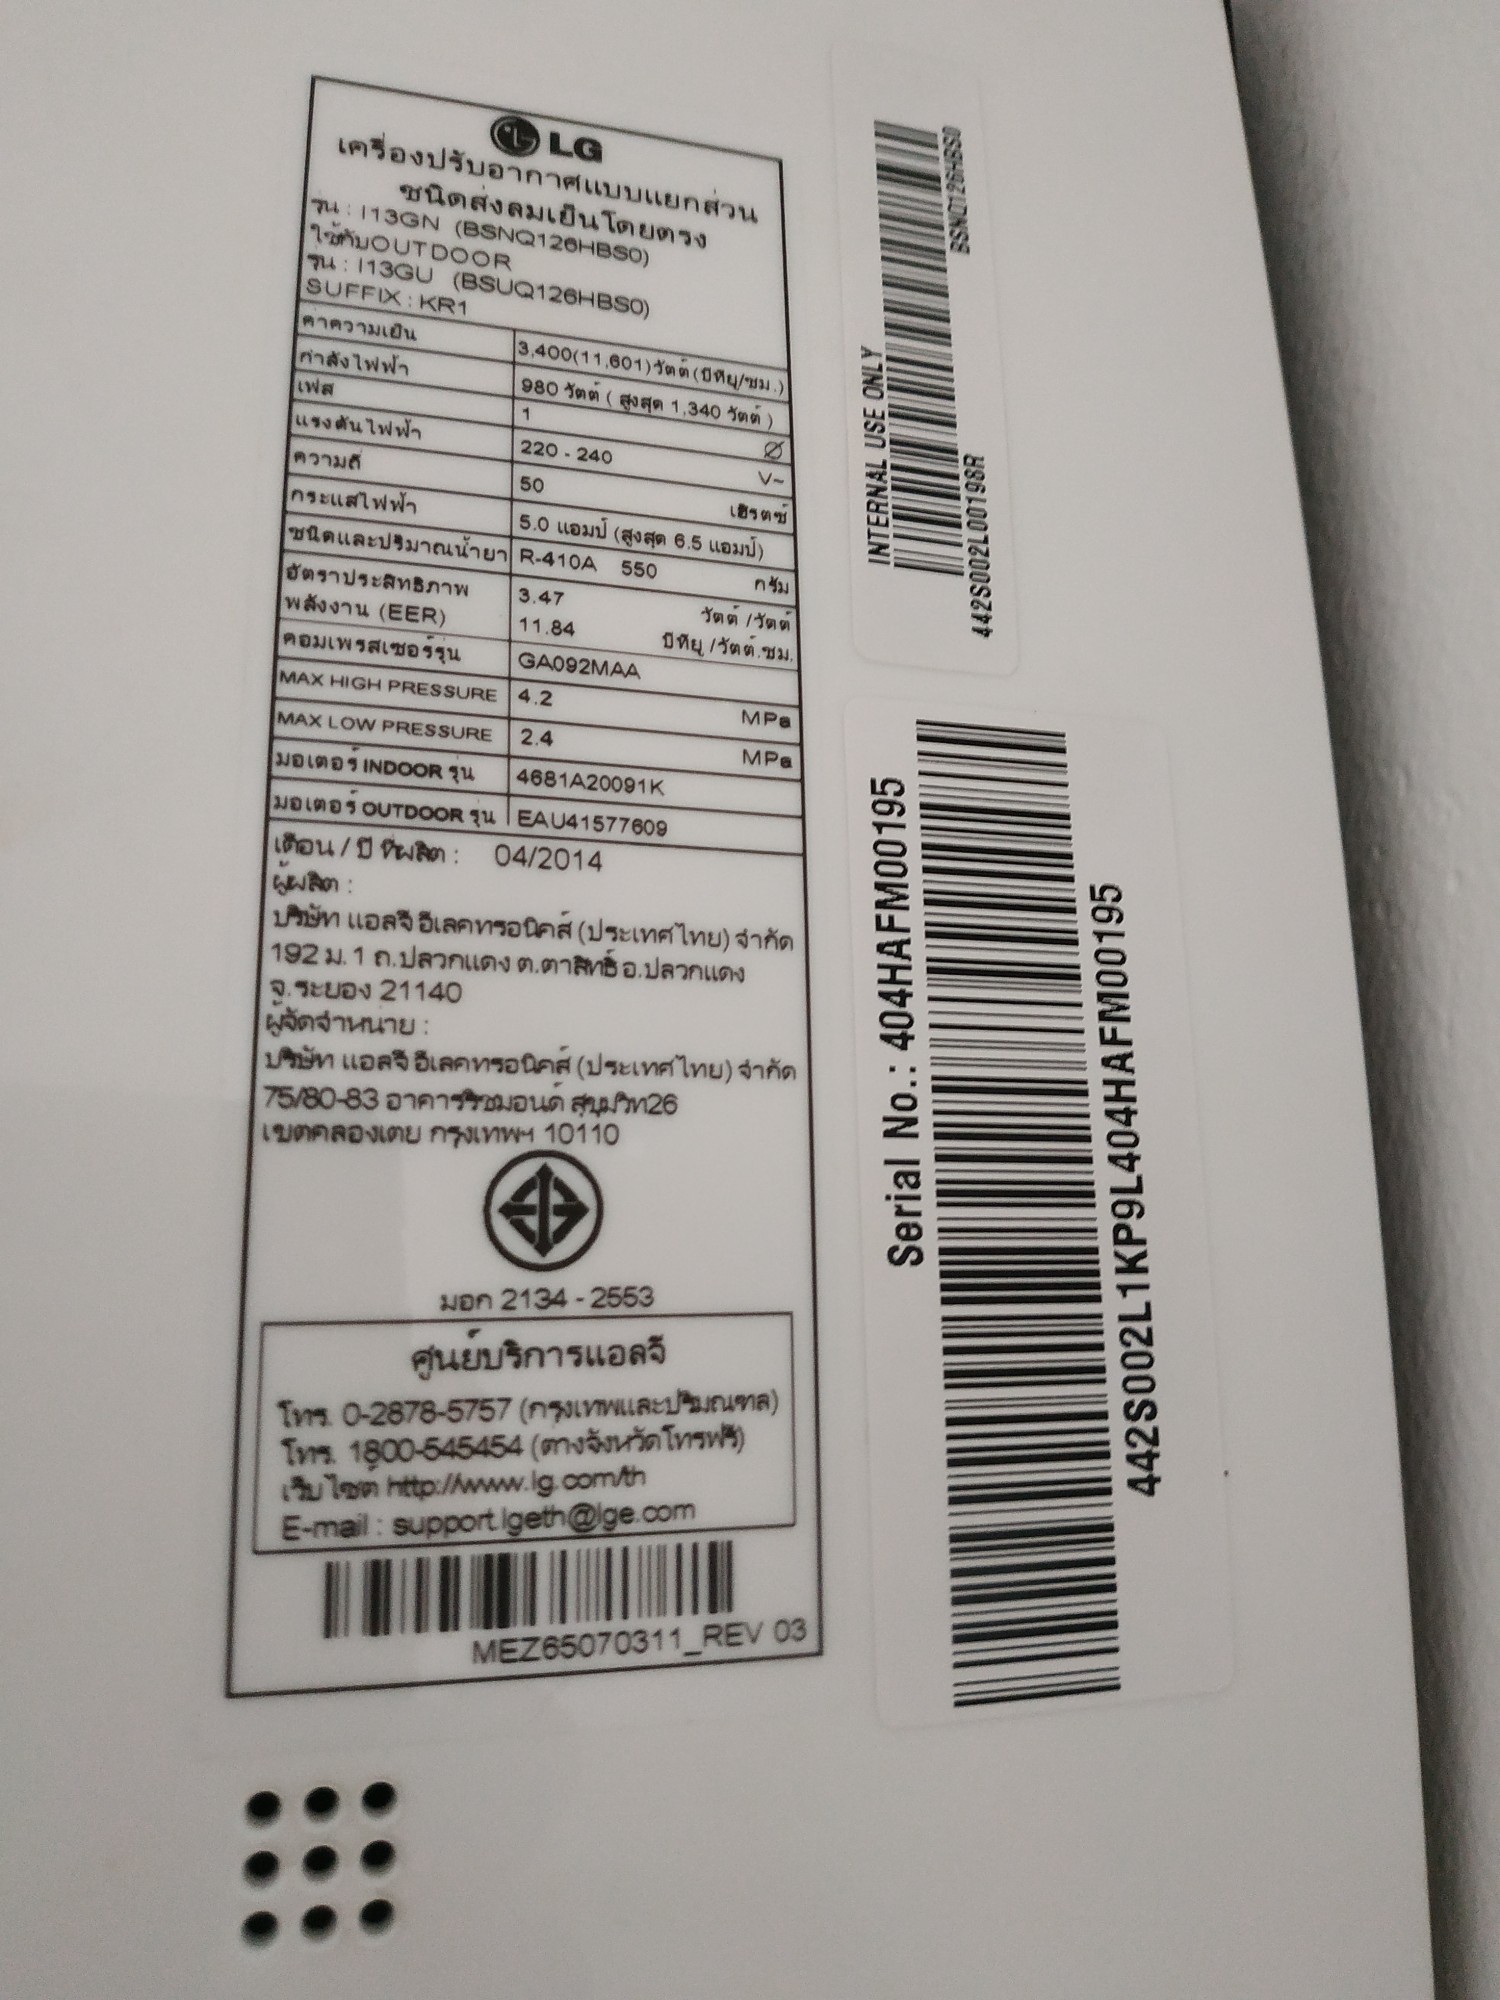 LG
เครื่องปรับอากาศแบบแยกส่วน
ชนิดส่งลมเย็นโดยตรง
รุ่น : I13GN (BSNQ126HBS0)
ใช้กับOUTDOOR
รุ่น : I13GU (BSUQ126HBS0)
SUFFIX : KR1
ค่าความเย็น 3,400(11,601)วัตต์(บีทียู/ชม.)
กำลังไฟฟ้า 980 วัตต์ ( สูงสุด 1,340 วัตต์ )
เฟส 1 Ø
แรงดันไฟฟ้า 220 - 240 V~
ความถี่ 50 เฮิรตซ์
กระแสไฟฟ้า 5.0 แอมป์ (สูงสุด 6.5 แอมป์)
ชนิดและปริมาณน้ำยา R-410A 550 กรัม
อัตราประสิทธิภาพ 3.47 วัตต์ /วัตต์
พลังงาน (EER) 11.84 บีทียู /วัตต์.ชม.
คอมเพรสเซอร์รุ่น GA092MAA
MAX HIGH PRESSURE 4.2 MPa
MAX LOW PRESSURE 2.4 MPa
มอเตอร์ INDOOR รุ่น 4681A20091K
มอเตอร์ OUTDOOR รุ่น EAU41577609
เดือน / ปี ที่ผลิต : 04/2014
ผู้ผลิต :
บริษัท แอลจี อีเลคทรอนิคส์ (ประเทศไทย) จำกัด
192 ม. 1 ถ.ปลวกแดง ต.ตาสิทธิ์ อ.ปลวกแดง
จ.ระยอง 21140
ผู้จัดจำหน่าย :
บริษัท แอลจี อีเลคทรอนิคส์ (ประเทศไทย) จำกัด
75/80-83 อาคารริชมอนด์ สุขุมวิท26
เขตคลองเตย กรุงเทพฯ 10110
มอก 2134 - 2553
ศูนย์บริการแอลจี
โทร. 0-2878-5757 (กรุงเทพและปริมณฑล)
โทร. 1800-545454 (ต่างจังหวัดโทรฟรี)
เว็บไซต์ http://www.lg.com/th
E-mail : support.lgeth@lge.com
MEZ65070311_REV 03
INTERNAL USE ONLY
BSNQ126HBS0
442S002L00198R
Serial No.: 404HAFM00195
442S002L1KP9L404HAFM00195